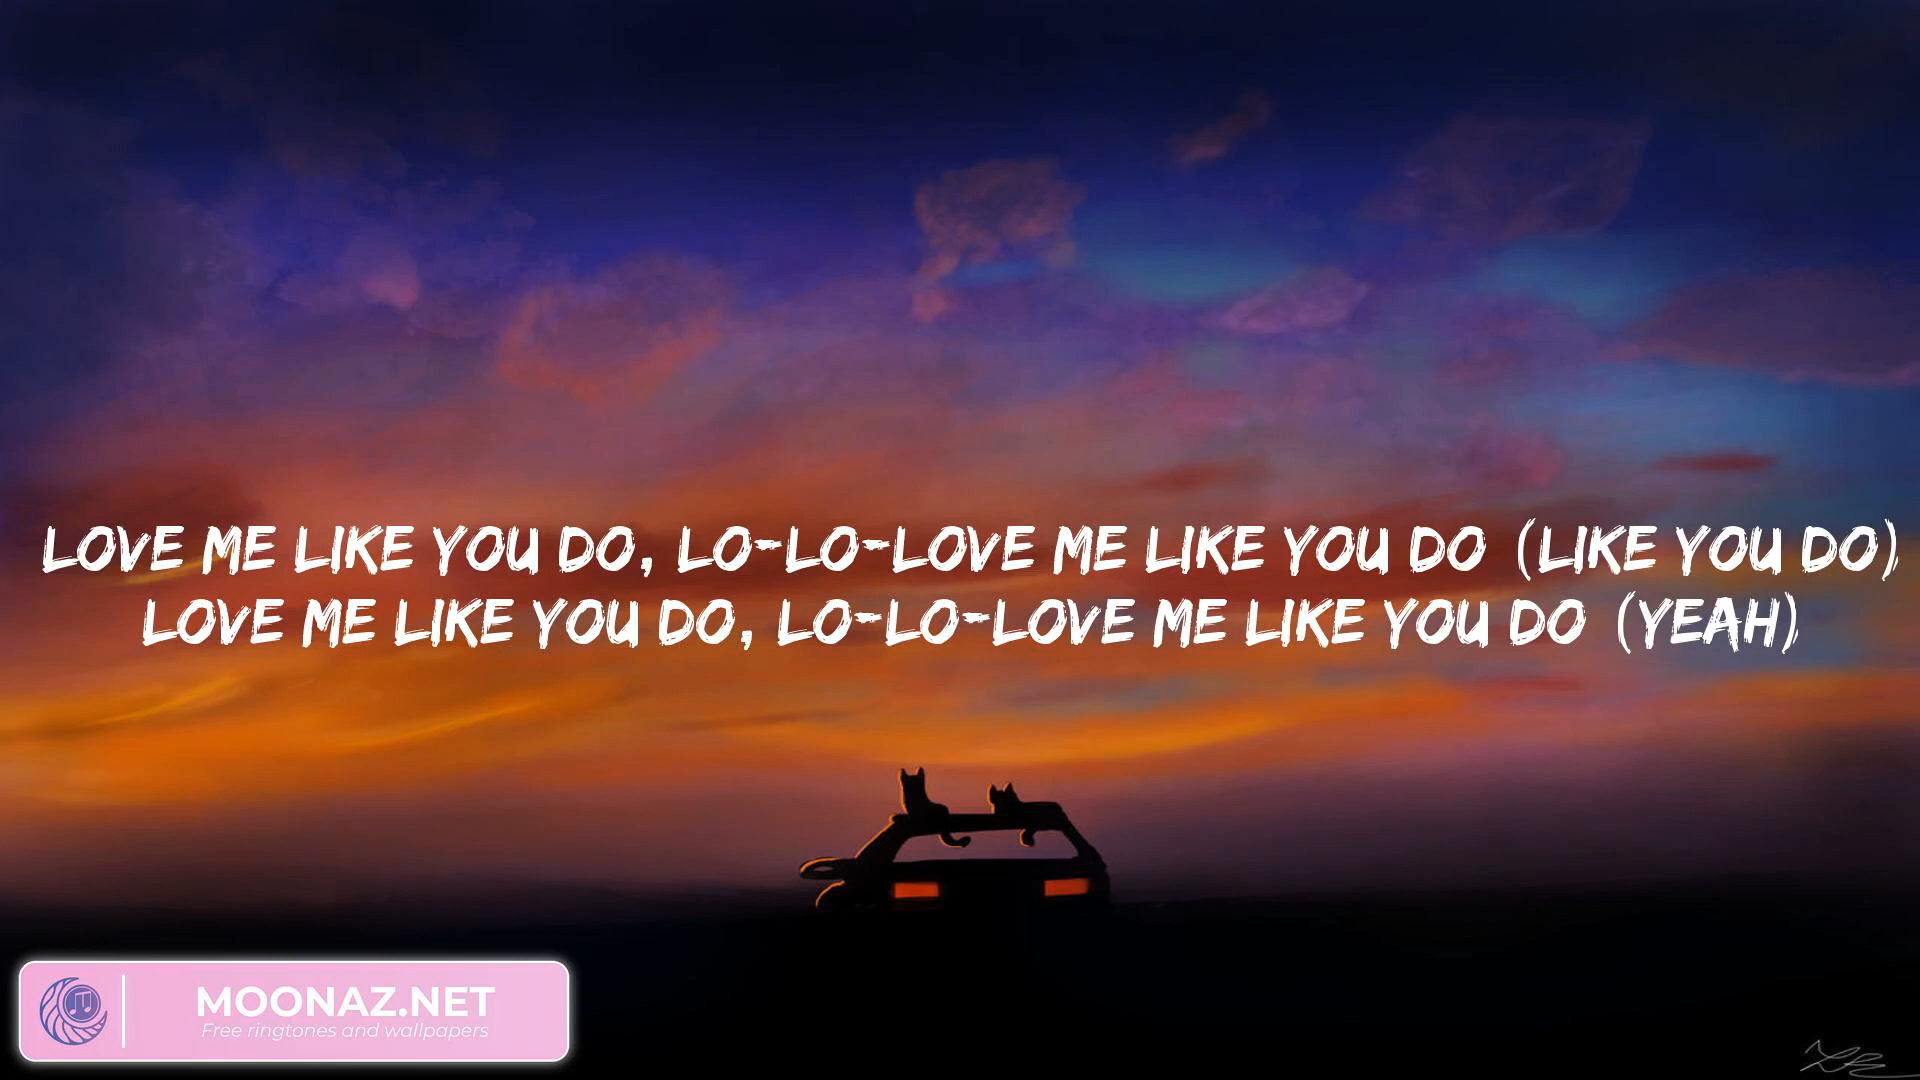 LOVE ME LIKE YOU DO, LO-LO-LOVE ME LIKE YOU DO (LIKE YOU DO)
LOVE ME LIKE YOU DO, LO-LO-LOVE ME LIKE YOU DO (YEAH)
MOONAZ.NET
Free ringtones and wallpapers